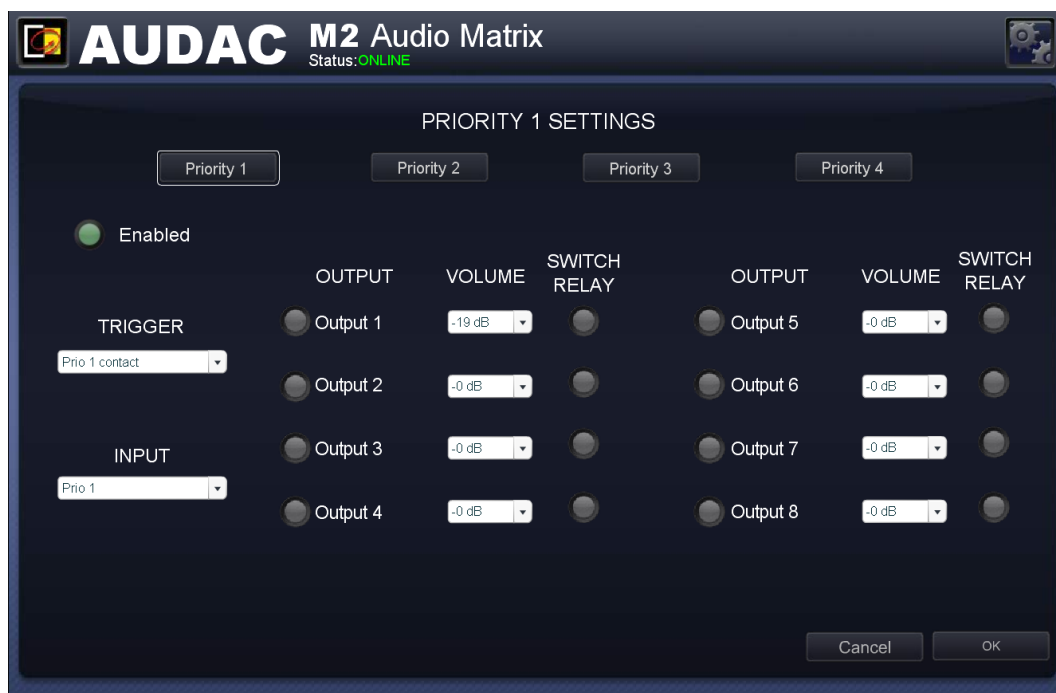 AUDAC M2 Audio Matrix
Status:ONLINE
PRIORITY 1 SETTINGS
Priority 1 Priority 2 Priority 3 Priority 4
Enabled
OUTPUT VOLUME SWITCH RELAY OUTPUT VOLUME SWITCH RELAY
TRIGGER
Prio 1 contact
INPUT
Prio 1
Output 1 -19 dB Output 5 -0 dB
Output 2 -0 dB Output 6 -0 dB
Output 3 -0 dB Output 7 -0 dB
Output 4 -0 dB Output 8 -0 dB
Cancel OK